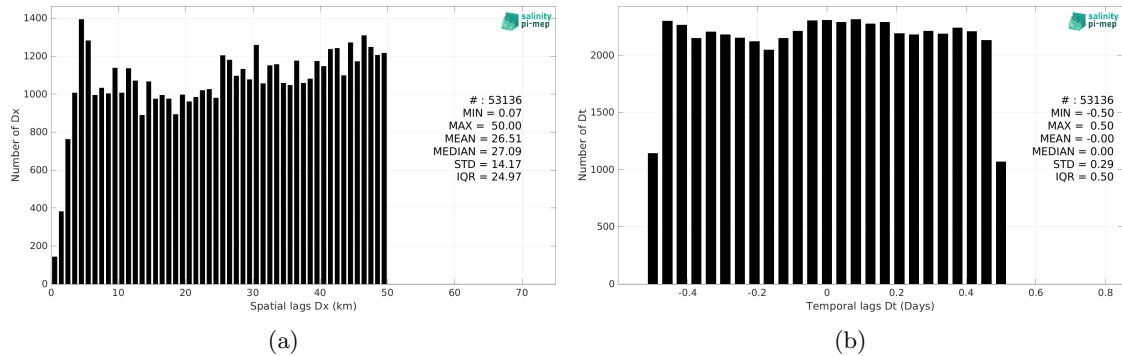 1400
1200
1000
800
600
400
200
0
Number of Dx
salinity
pi-mep
# : 53136
MIN = 0.07
MAX = 50.00
MEAN = 26.51
MEDIAN = 27.09
STD = 14.17
IQR = 24.97
0 10 20 30 40 50 60 70
Spatial lags Dx (km)
(a)
2000
1500
1000
500
0
Number of Dt
salinity
pi-mep
# : 53136
MIN = -0.50
MAX = 0.50
MEAN = -0.00
MEDIAN = 0.00
STD = 0.29
IQR = 0.50
-0.4 -0.2 0 0.2 0.4 0.6 0.8
Temporal lags Dt (Days)
(b)